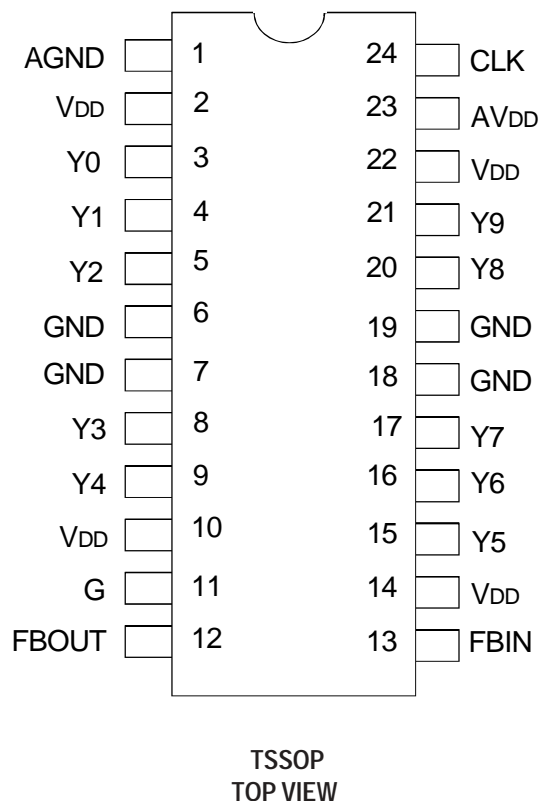 AGND 1 24 CLK
VDD 2 23 AVDD
Y0 3 22 VDD
Y1 4 21 Y9
Y2 5 20 Y8
GND 6 19 GND
GND 7 18 GND
Y3 8 17 Y7
Y4 9 16 Y6
VDD 10 15 Y5
G 11 14 VDD
FBOUT 12 13 FBIN
TSSOP
TOP VIEW